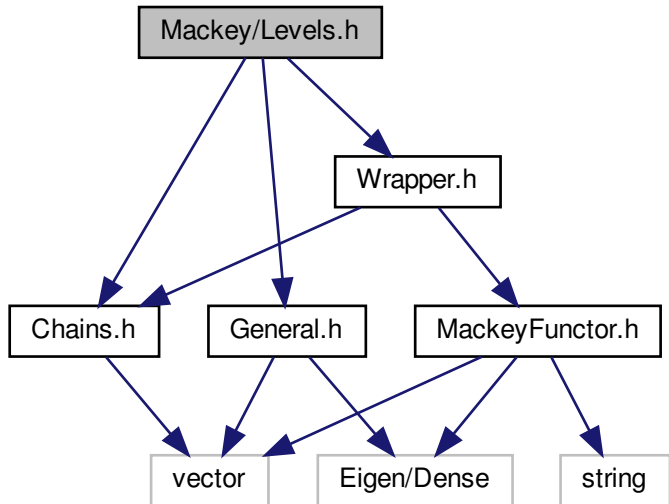 Mackey/Levels.h
Wrapper.h
Chains.h
General.h
MackeyFunctor.h
vector
Eigen/Dense
string